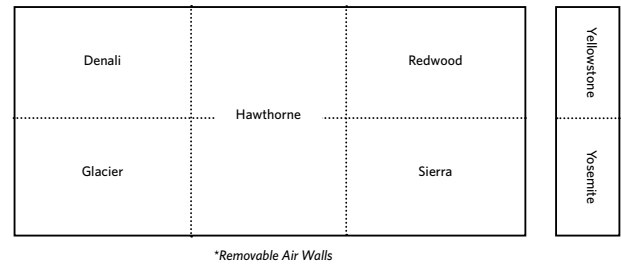 Denali
Redwood
Hawthorne
Glacier
Sierra
Yellowstone
Yosemite
*Removable Air Walls